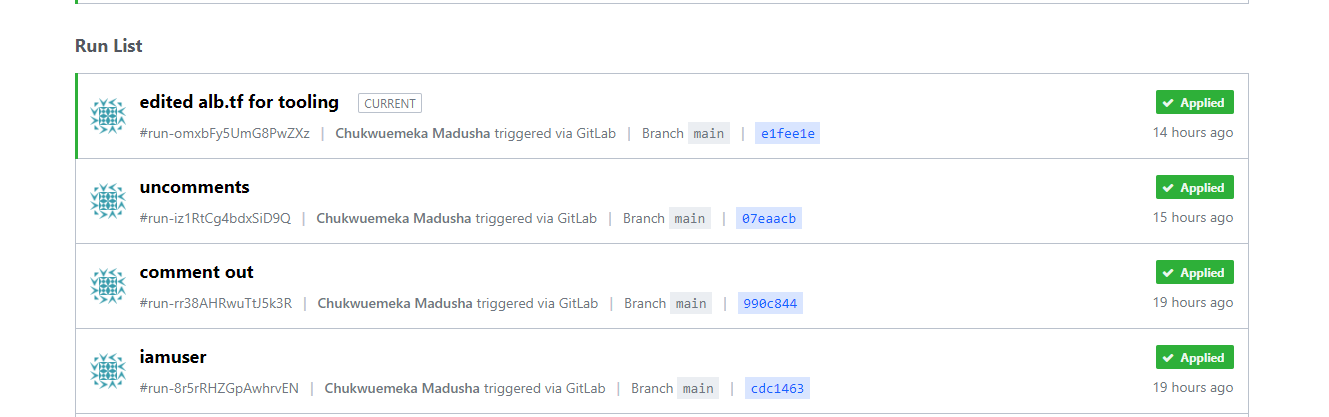 Run List
edited alb.tf for tooling CURRENT Applied
#run-omxbFy5UmG8PwZXz | Chukwuemeka Madusha triggered via GitLab | Branch main | e1fee1e 14 hours ago
uncomments Applied
#run-iz1RtCg4bdxSiD9Q | Chukwuemeka Madusha triggered via GitLab | Branch main | 07eaacb 15 hours ago
comment out Applied
#run-rr38AHRwuTtJ5k3R | Chukwuemeka Madusha triggered via GitLab | Branch main | 990c844 19 hours ago
iamuser Applied
#run-8r5rRHZGpAwhrvEN | Chukwuemeka Madusha triggered via GitLab | Branch main | cdc1463 19 hours ago